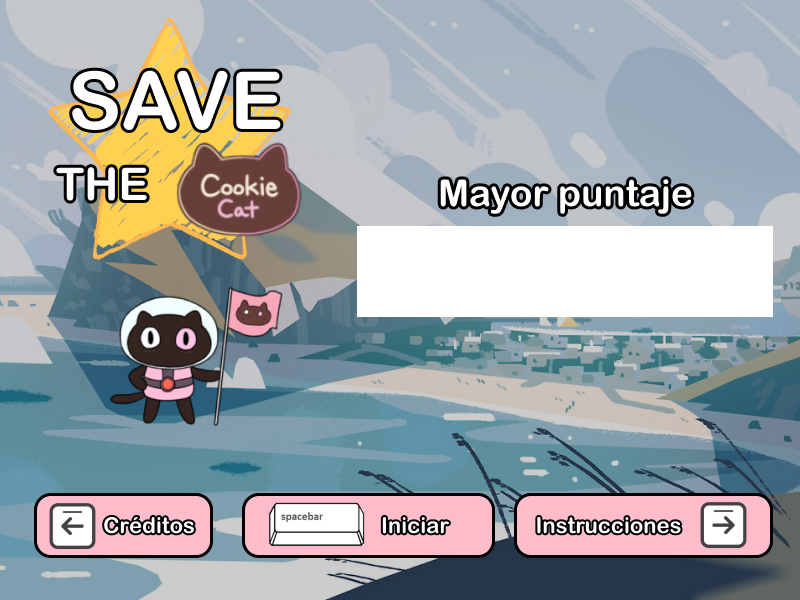 SAVE
THE
Cookie
Cat
Mayor puntaje
Créditos
spacebar
Iniciar
Instrucciones